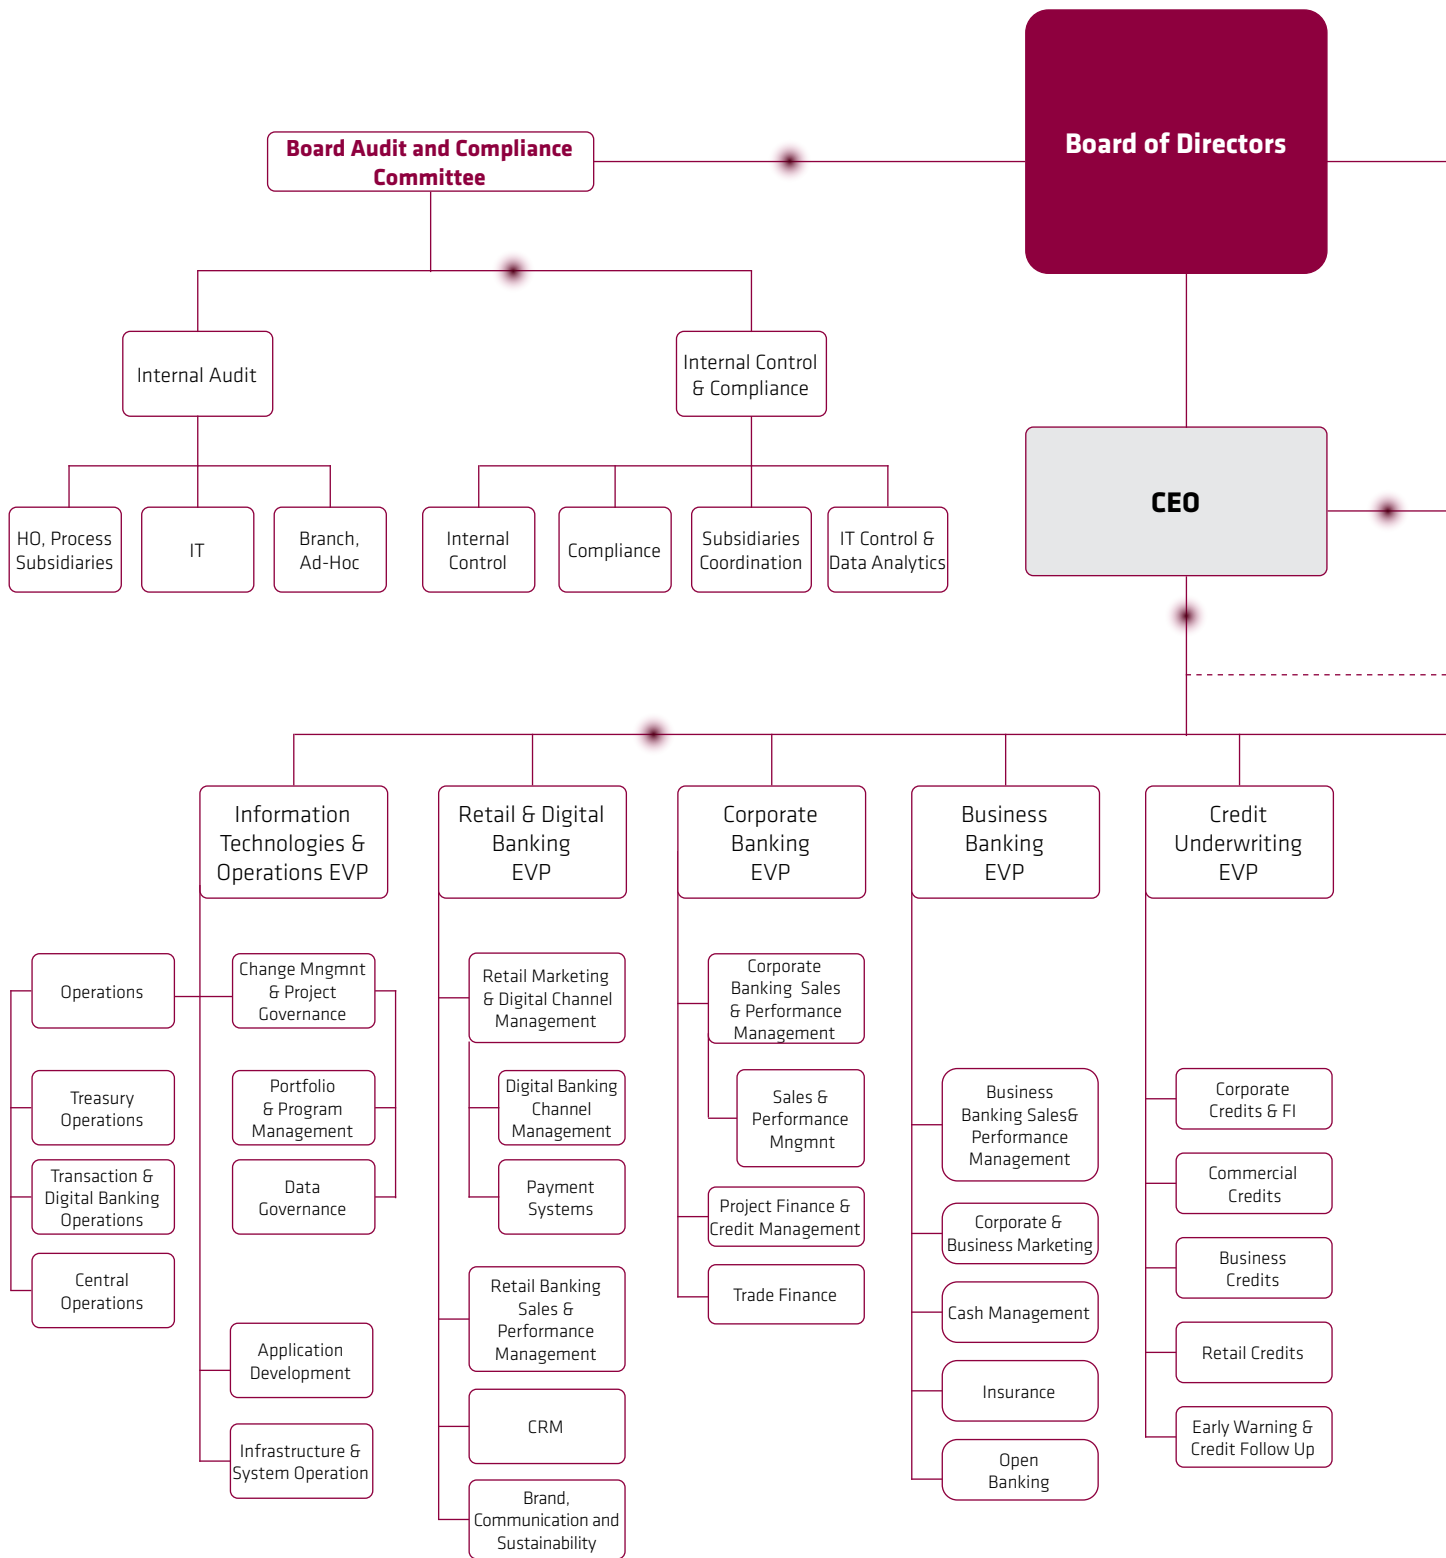 Board of Directors
Board Audit and Compliance
Committee
Internal Audit
Internal Control
& Compliance
HO, Process
Subsidiaries
IT
Branch,
Ad-Hoc
Internal
Control
Compliance
Subsidiaries
Coordination
IT Control &
Data Analytics
CEO
Information
Technologies &
Operations EVP
Retail & Digital
Banking
EVP
Corporate
Banking
EVP
Business
Banking
EVP
Credit
Underwriting
EVP
Operations
Treasury
Operations
Transaction &
Digital Banking
Operations
Central
Operations
Change Mngmnt
& Project
Governance
Portfolio
& Program
Management
Data
Governance
Application
Development
Infrastructure &
System Operation
Retail Marketing
& Digital Channel
Management
Digital Banking
Channel
Management
Payment
Systems
Retail Banking
Sales &
Performance
Management
CRM
Brand,
Communication and
Sustainability
Corporate
Banking Sales
& Performance
Management
Sales &
Performance
Mngmnt
Project Finance &
Credit Management
Trade Finance
Business
Banking Sales&
Performance
Management
Corporate &
Business Marketing
Cash Management
Insurance
Open
Banking
Corporate
Credits & FI
Commercial
Credits
Business
Credits
Retail Credits
Early Warning &
Credit Follow Up